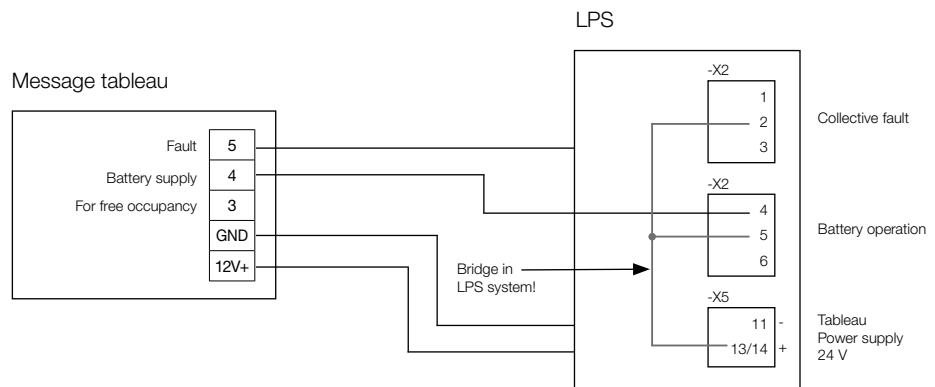 LPS
Message tableau
Fault 5
Battery supply 4
For free occupancy 3
GND
12V+
Bridge in
LPS system!
-X2
1
2
3
Collective fault
-X2
4
5
6
Battery operation
-X5
11 -
13/14 +
Tableau
Power supply
24 V